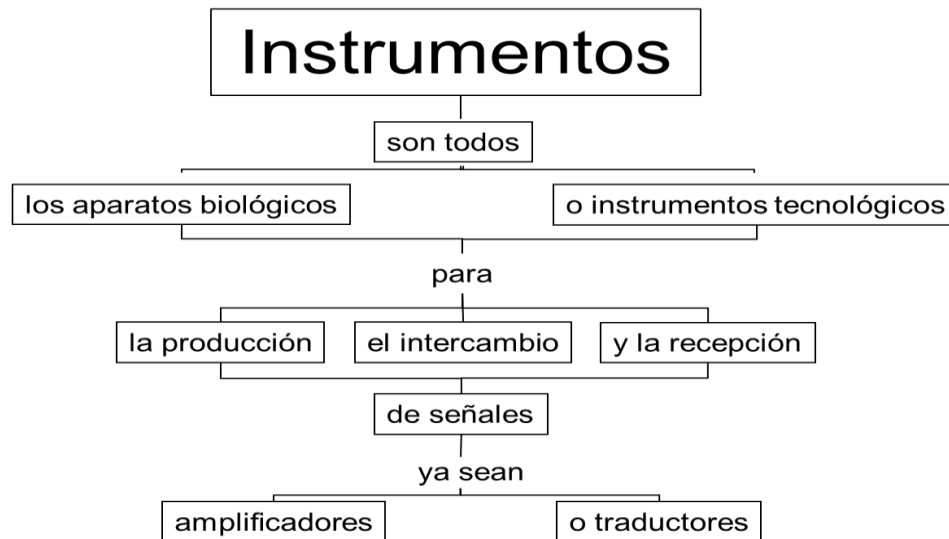 Instrumentos
son todos
los aparatos biológicos
o instrumentos tecnológicos
para
la producción
el intercambio
y la recepción
de señales
ya sean
amplificadores
o traductores